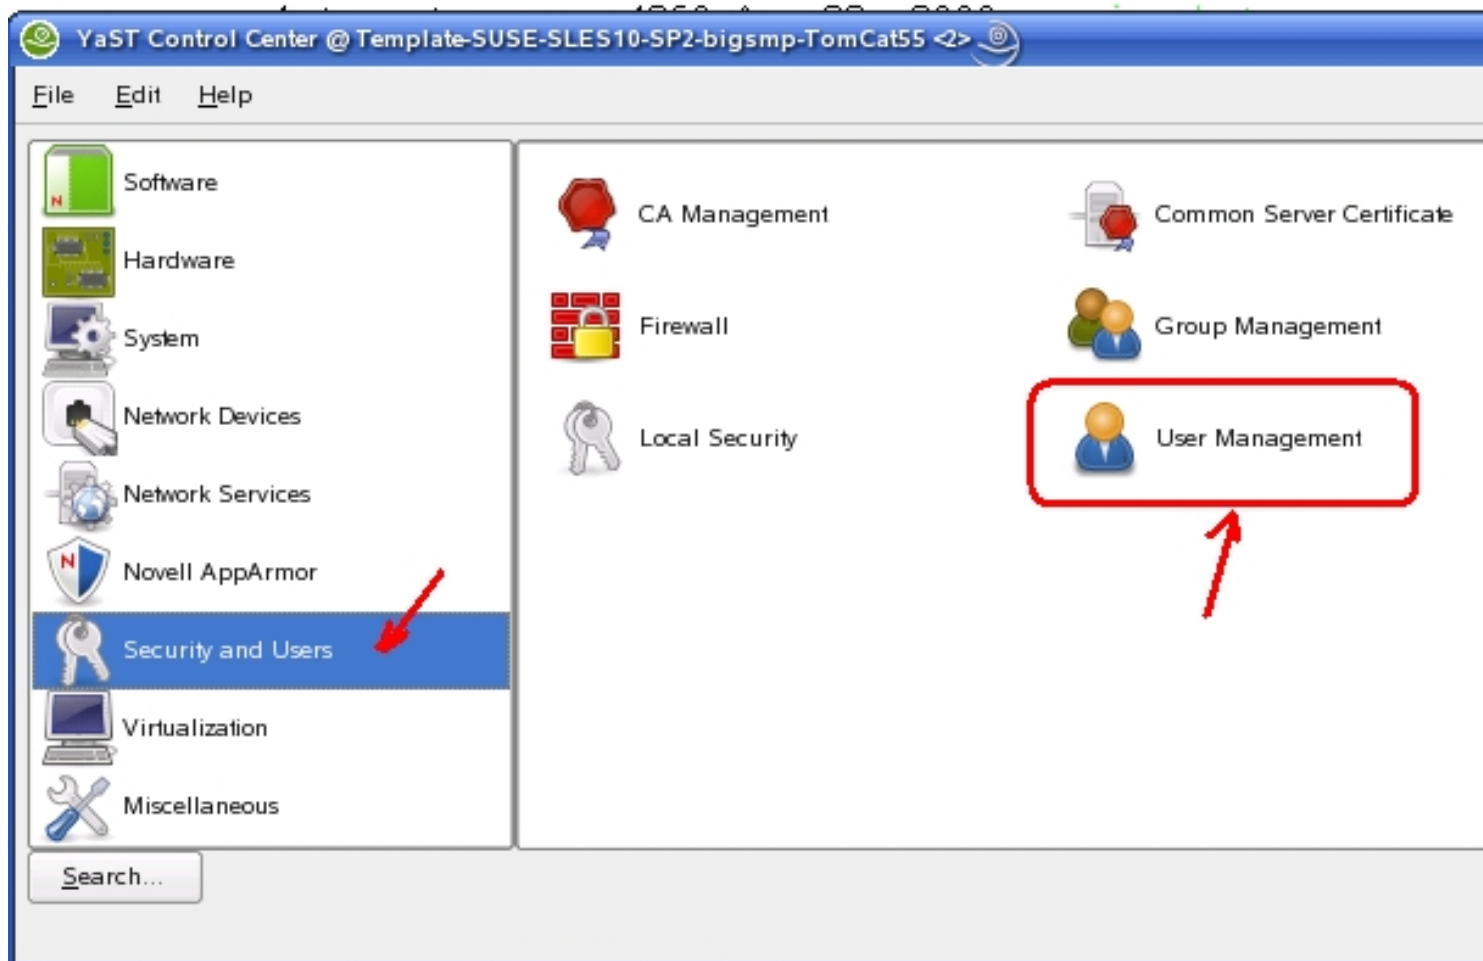 YaST Control Center @ Template-SUSE-SLES10-SP2-bigsmp-TomCat55 <2>
File Edit Help
Software
Hardware
System
Network Devices
Network Services
Novell AppArmor
Security and Users
Virtualization
Miscellaneous
CA Management
Common Server Certificate
Firewall
Group Management
Local Security
User Management
Search...